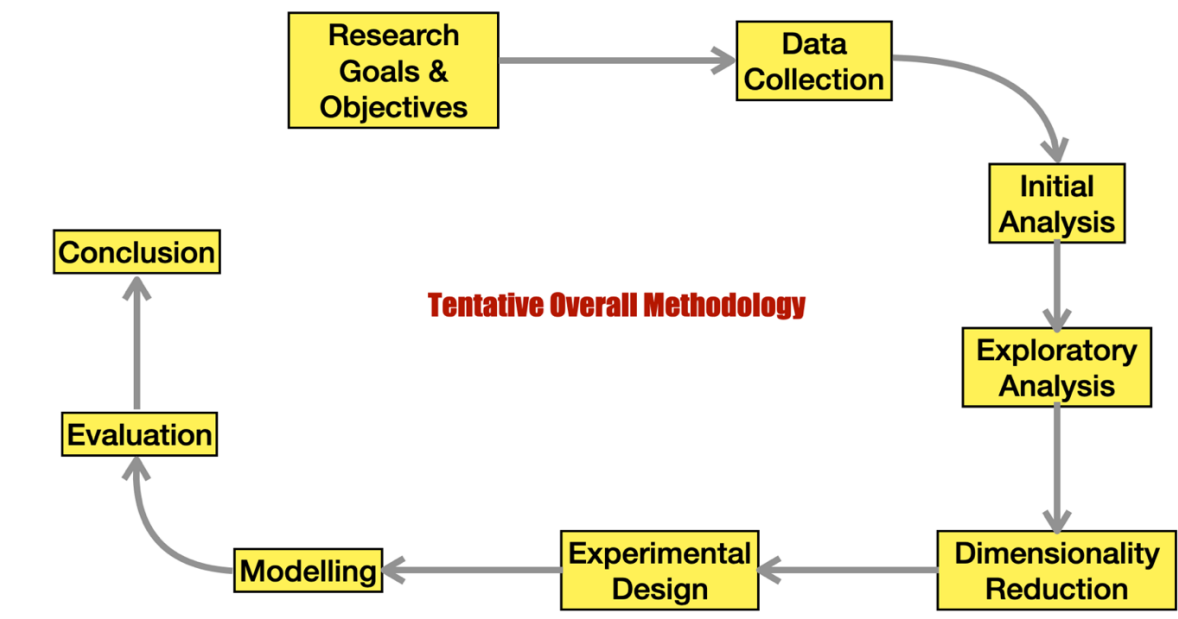 Research
Goals &
Objectives
Data
Collection
Initial
Analysis
Exploratory
Analysis
Dimensionality
Reduction
Experimental
Design
Modelling
Evaluation
Conclusion
Tentative Overall Methodology